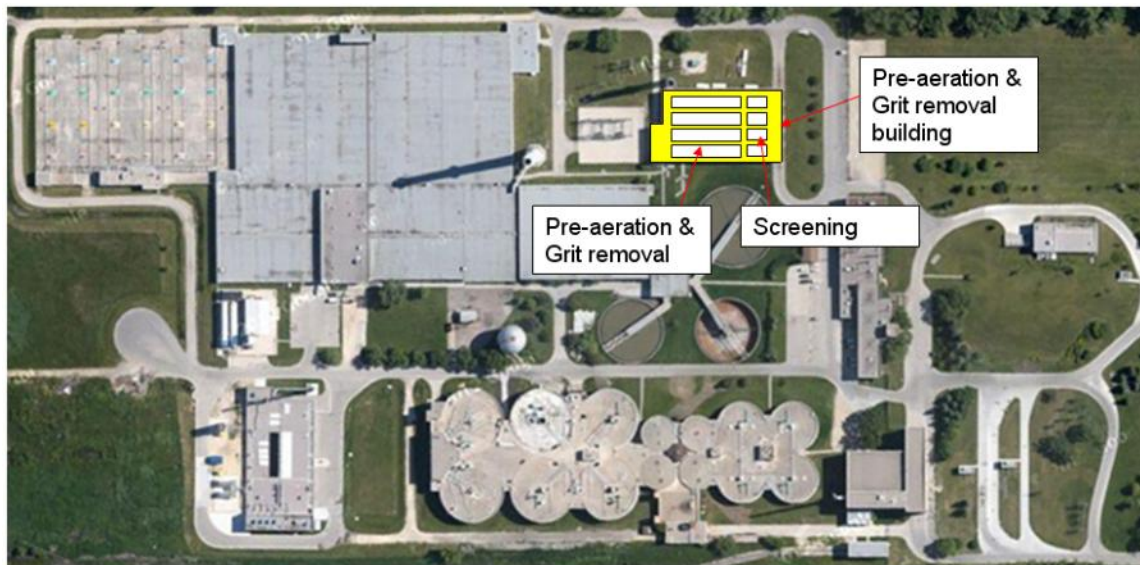 Pre-aeration &
Grit removal
building
Pre-aeration &
Grit removal
Screening